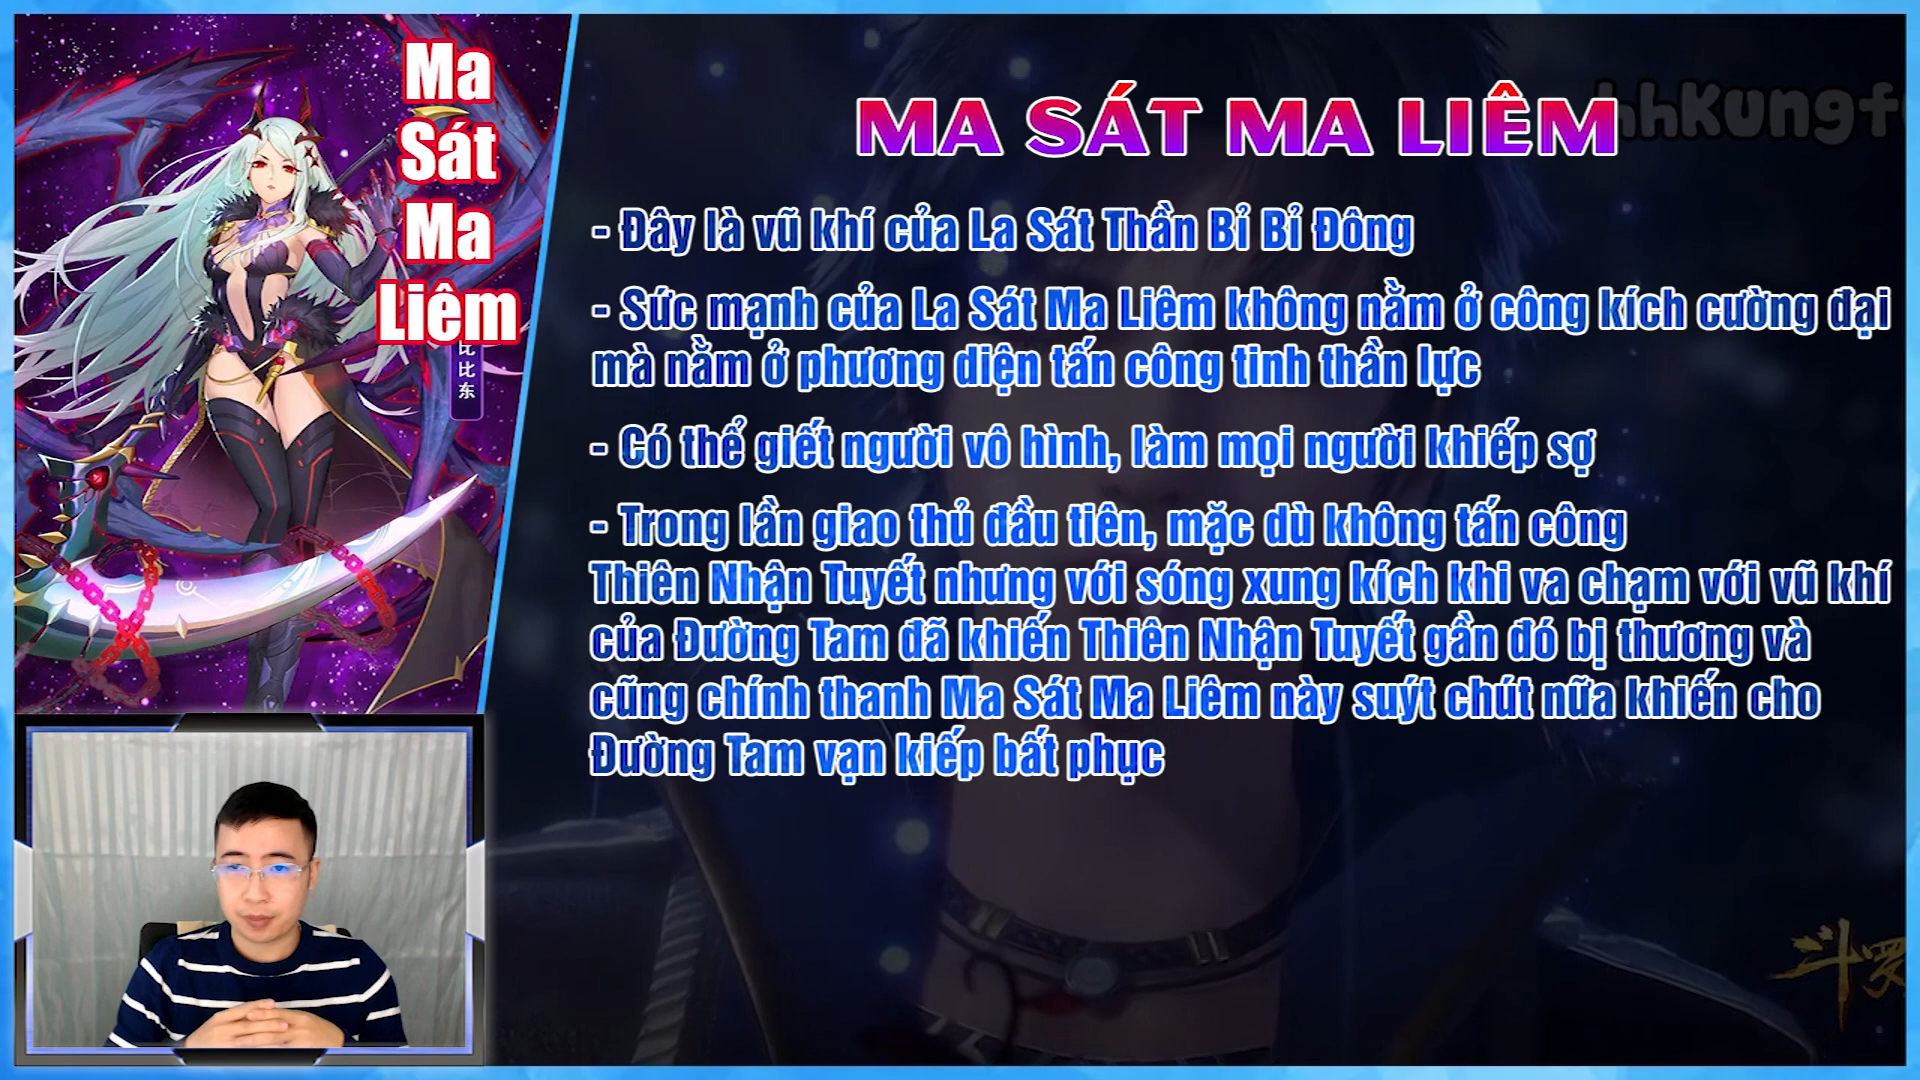 Ma
Sát
Ma
Liêm
比比东
hhKungf
MA SÁT MA LIÊM
- Đây là vũ khí của La Sát Thần Bỉ Bỉ Đông
- Sức mạnh của La Sát Ma Liêm không nằm ở công kích cường đại
mà nằm ở phương diện tấn công tinh thần lực
- Có thể giết người vô hình, làm mọi người khiếp sợ
- Trong lần giao thủ đầu tiên, mặc dù không tấn công
Thiên Nhận Tuyết nhưng với sóng xung kích khi va chạm với vũ khí
của Đường Tam đã khiến Thiên Nhận Tuyết gần đó bị thương và
cũng chính thanh Ma Sát Ma Liêm này suýt chút nữa khiến cho
Đường Tam vạn kiếp bất phục
斗罗